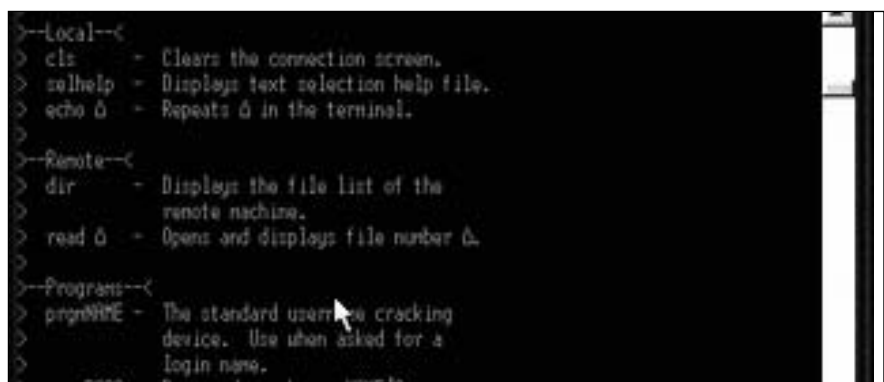 >--Local--<
> cls - Clears the connection screen.
> selhelp - Displays text selection help file.
> echo Δ - Repeats Δ in the terminal.
>
>--Remote--<
> dir - Displays the file list of the
> remote machine.
> read Δ - Opens and displays file number Δ.
>
>--Programs--<
> prgmNAME - The standard cracking
> device. Use when asked for a
> login name.